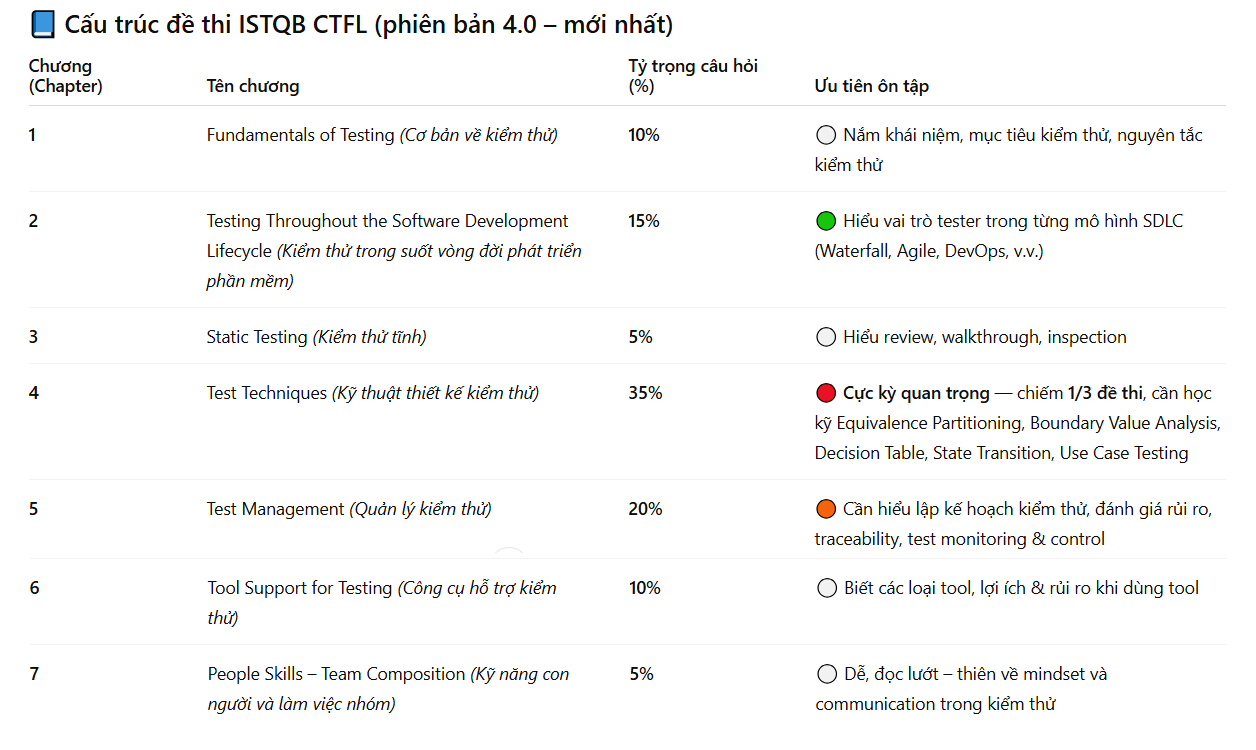 📘 Cấu trúc đề thi ISTQB CTFL (phiên bản 4.0 – mới nhất)
Chương (Chapter) Tên chương Tỷ trọng câu hỏi (%) Ưu tiên ôn tập
1 Fundamentals of Testing (Cơ bản về kiểm thử) 10% ⚪ Nắm khái niệm, mục tiêu kiểm thử, nguyên tắc
kiểm thử
2 Testing Throughout the Software Development 15% 🟢 Hiểu vai trò tester trong từng mô hình SDLC
Lifecycle (Kiểm thử trong suốt vòng đời phát triển (Waterfall, Agile, DevOps, v.v.)
phần mềm)
3 Static Testing (Kiểm thử tĩnh) 5% ⚪ Hiểu review, walkthrough, inspection
4 Test Techniques (Kỹ thuật thiết kế kiểm thử) 35% 🔴 Cực kỳ quan trọng — chiếm 1/3 đề thi, cần học
kỹ Equivalence Partitioning, Boundary Value Analysis,
Decision Table, State Transition, Use Case Testing
5 Test Management (Quản lý kiểm thử) 20% 🟠 Cần hiểu lập kế hoạch kiểm thử, đánh giá rủi ro,
traceability, test monitoring & control
6 Tool Support for Testing (Công cụ hỗ trợ kiểm 10% ⚪ Biết các loại tool, lợi ích & rủi ro khi dùng tool
thử)
7 People Skills – Team Composition (Kỹ năng con 5% ⚪ Dễ, đọc lướt – thiên về mindset và
người và làm việc nhóm) communication trong kiểm thử